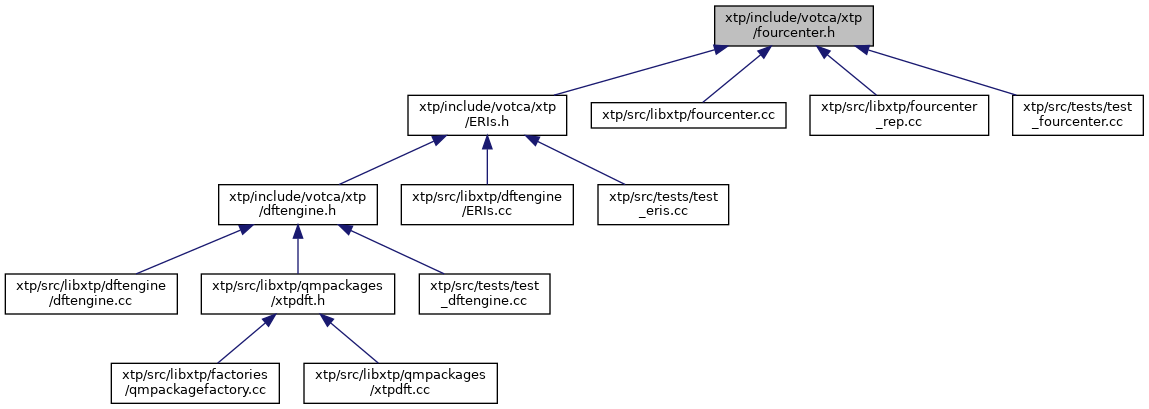 xtp/include/votca/xtp
/fourcenter.h
xtp/include/votca/xtp
/ERIs.h
xtp/src/libxtp/fourcenter.cc
xtp/src/libxtp/fourcenter
_rep.cc
xtp/src/tests/test
_fourcenter.cc
xtp/include/votca/xtp
/dftengine.h
xtp/src/libxtp/dftengine
/ERIs.cc
xtp/src/tests/test
_eris.cc
xtp/src/libxtp/dftengine
/dftengine.cc
xtp/src/libxtp/qmpackages
/xtpdft.h
xtp/src/tests/test
_dftengine.cc
xtp/src/libxtp/factories
/qmpackagefactory.cc
xtp/src/libxtp/qmpackages
/xtpdft.cc